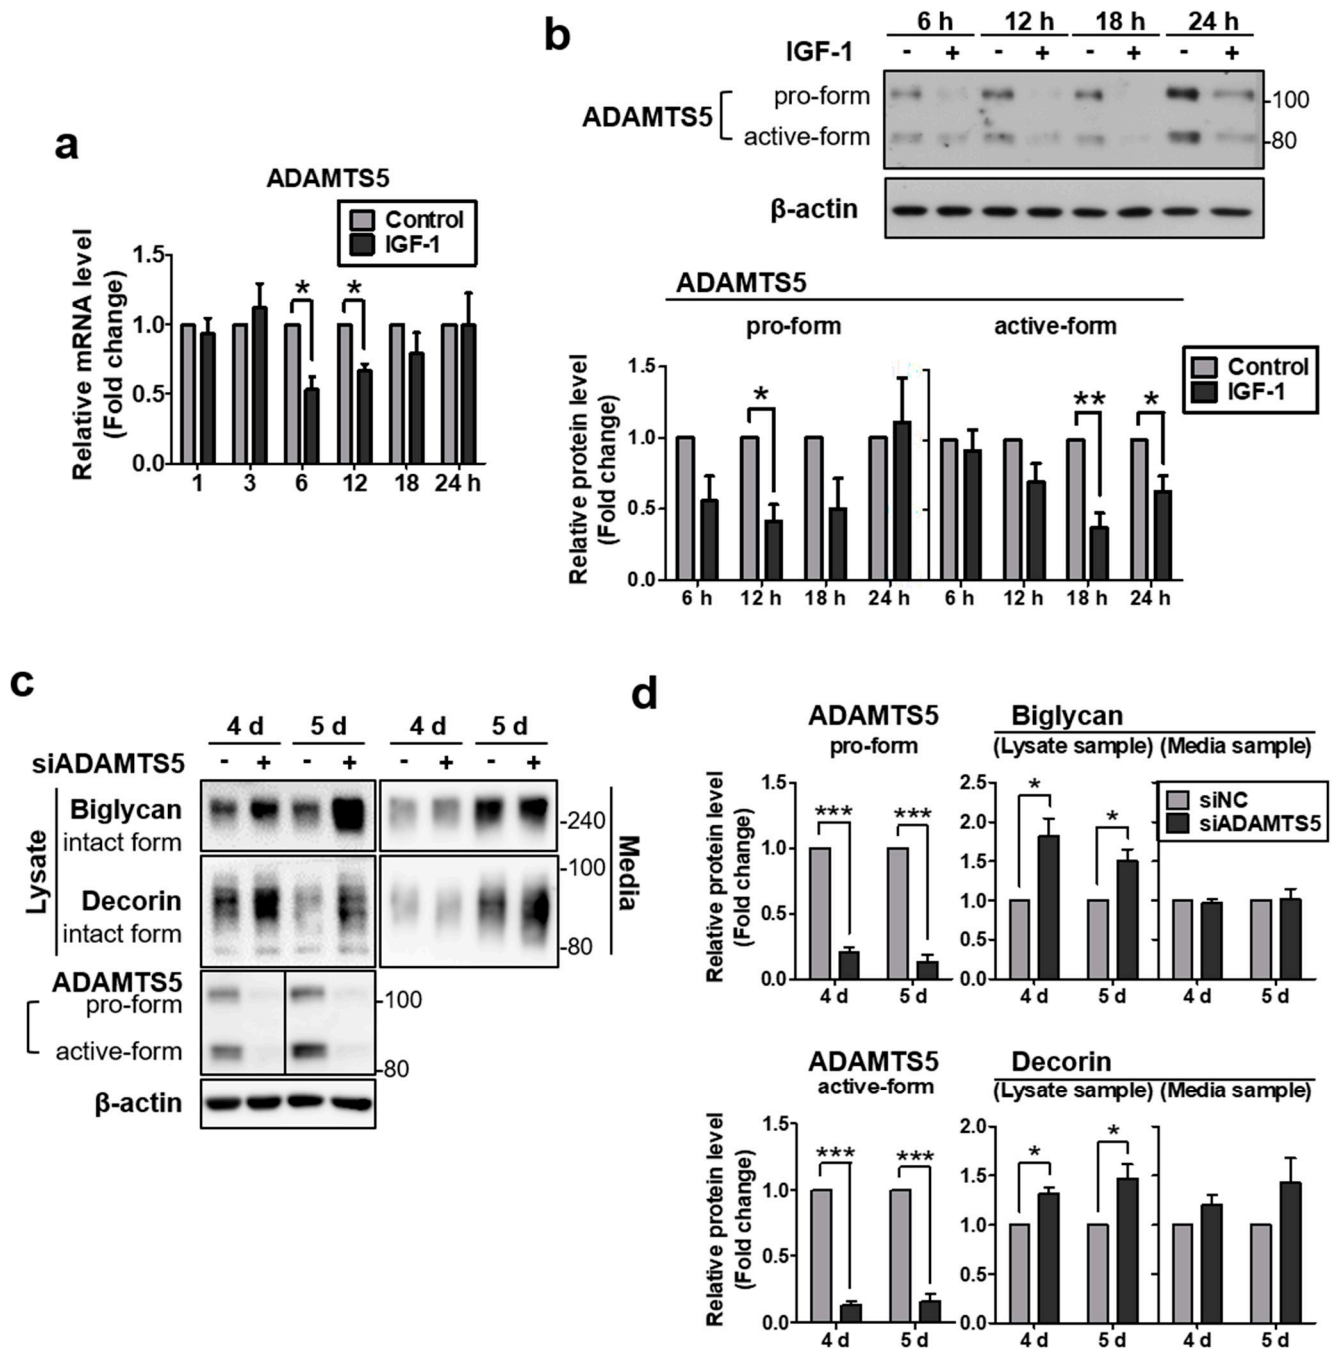 a
ADAMTS5
Control
IGF-1
Relative mRNA level
(Fold change)
1.5
1.0
0.5
0.0
* *
1 3 6 12 18 24 h
b
6 h 12 h 18 h 24 h
IGF-1 - + - + - + - +
ADAMTS5
pro-form
active-form
-100
-80
β-actin
ADAMTS5
pro-form active-form
Control
IGF-1
Relative protein level
(Fold change)
1.5
1.0
0.5
0.0
* ** *
6 h 12 h 18 h 24 h 6 h 12 h 18 h 24 h
c
4 d 5 d 4 d 5 d
siADAMTS5 - + - + - + - +
Lysate
Biglycan
intact form
-240
Decorin
intact form
-100
-80
Media
ADAMTS5
pro-form
active-form
-100
-80
β-actin
d
ADAMTS5
pro-form
Relative protein level
(Fold change)
1.5
1.0
0.5
0.0
*** ***
4 d 5 d
Biglycan
(Lysate sample) (Media sample)
siNC
siADAMTS5
2.5
2.0
1.5
1.0
0.5
0.0
* *
4 d 5 d 4 d 5 d
ADAMTS5
active-form
Relative protein level
(Fold change)
1.5
1.0
0.5
0.0
*** ***
4 d 5 d
Decorin
(Lysate sample) (Media sample)
2.0
1.5
1.0
0.5
0.0
* *
4 d 5 d 4 d 5 d